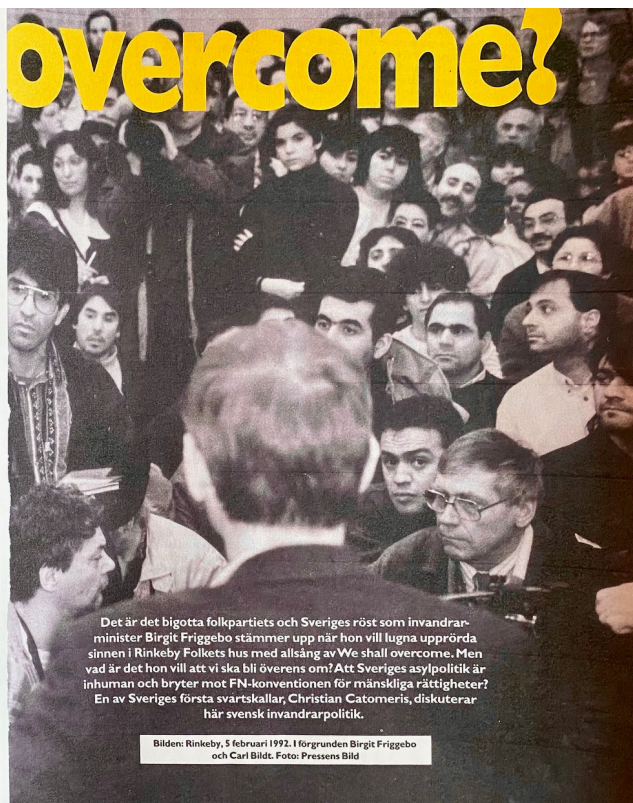 overcome?
Det är det bigotta folkpartiets och Sveriges röst som invandrar-
minister Birgit Friggebo stämmer upp när hon vill lugna upprörda
sinnen i Rinkeby Folkets hus med allsång av We shall overcome. Men
vad är det hon vill att vi ska bli överens om? Att Sveriges asylpolitik är
inhuman och bryter mot FN-konventionen för mänskliga rättigheter?
En av Sveriges första svartskallar, Christian Catomeris, diskuterar
här svensk invandrarpolitik.
Bilden: Rinkeby, 5 februari 1992. I förgrunden Birgit Friggebo
och Carl Bildt. Foto: Pressens Bild